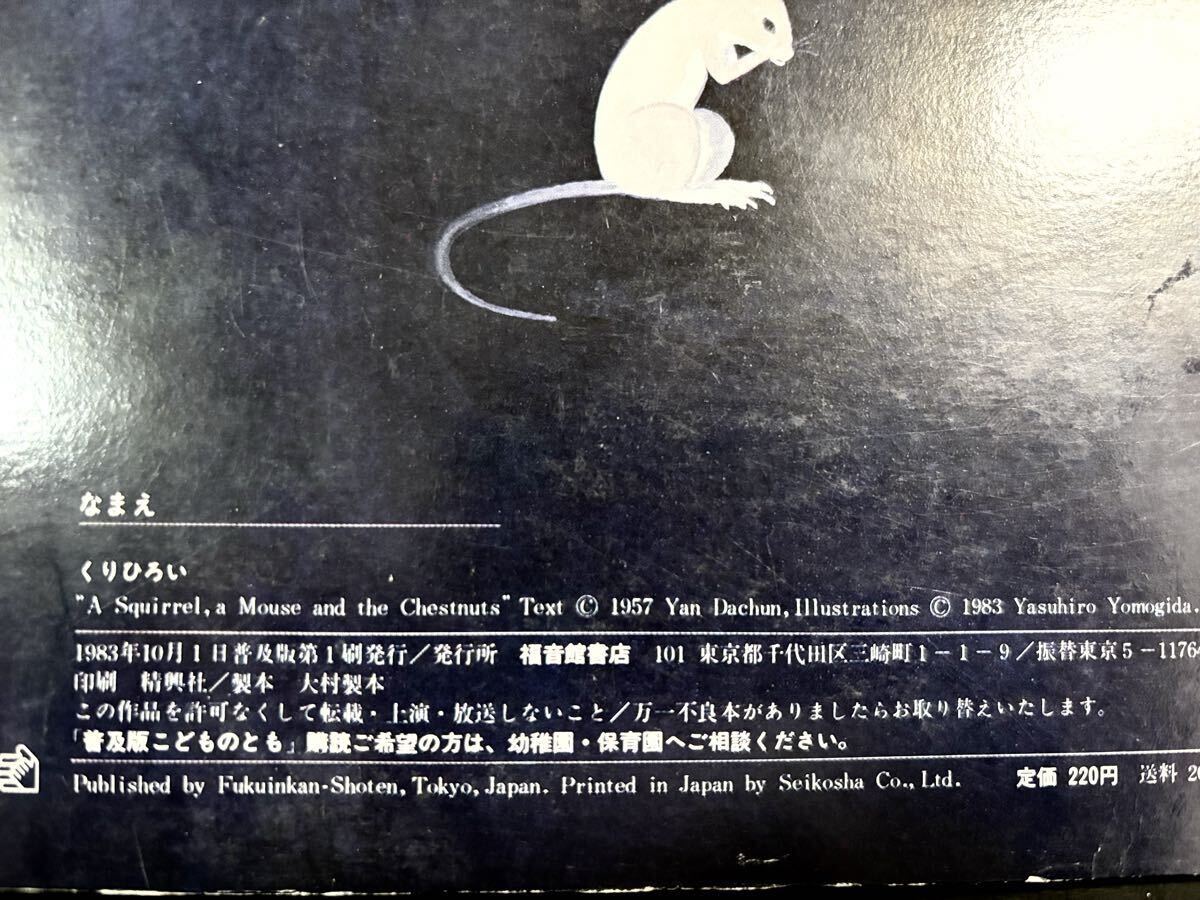 なまえ
くりひろい
"A Squirrel, a Mouse and the Chestnuts" Text © 1957 Yan Dachun, Illustrations © 1983 Yasuhiro Yomogida.
1983年10月1日普及版第1刷発行／発行所　福音館書店　101 東京都千代田区三崎町1-1-9／振替東京5-1176
印刷　精興社／製本　大村製本
この作品を許可なくして転載・上演・放送しないこと／万一不良本がありましたらお取り替えいたします。
「普及版こどものとも」購読ご希望の方は、幼稚園・保育園へご相談ください。
Published by Fukuinkan-Shoten, Tokyo, Japan. Printed in Japan by Seikosha Co., Ltd.　定価 220円　送料 2